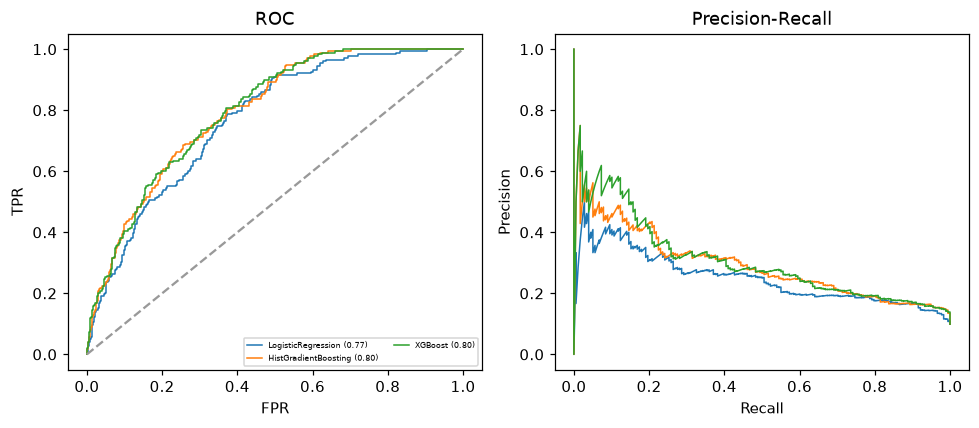 ROC
1.0
0.8
0.6
0.4
0.2
0.0
TPR
0.0 0.2 0.4 0.6 0.8 1.0
FPR
LogisticRegression (0.77)
HistGradientBoosting (0.80)
XGBoost (0.80)
Precision-Recall
1.0
0.8
0.6
0.4
0.2
0.0
Precision
0.0 0.2 0.4 0.6 0.8 1.0
Recall